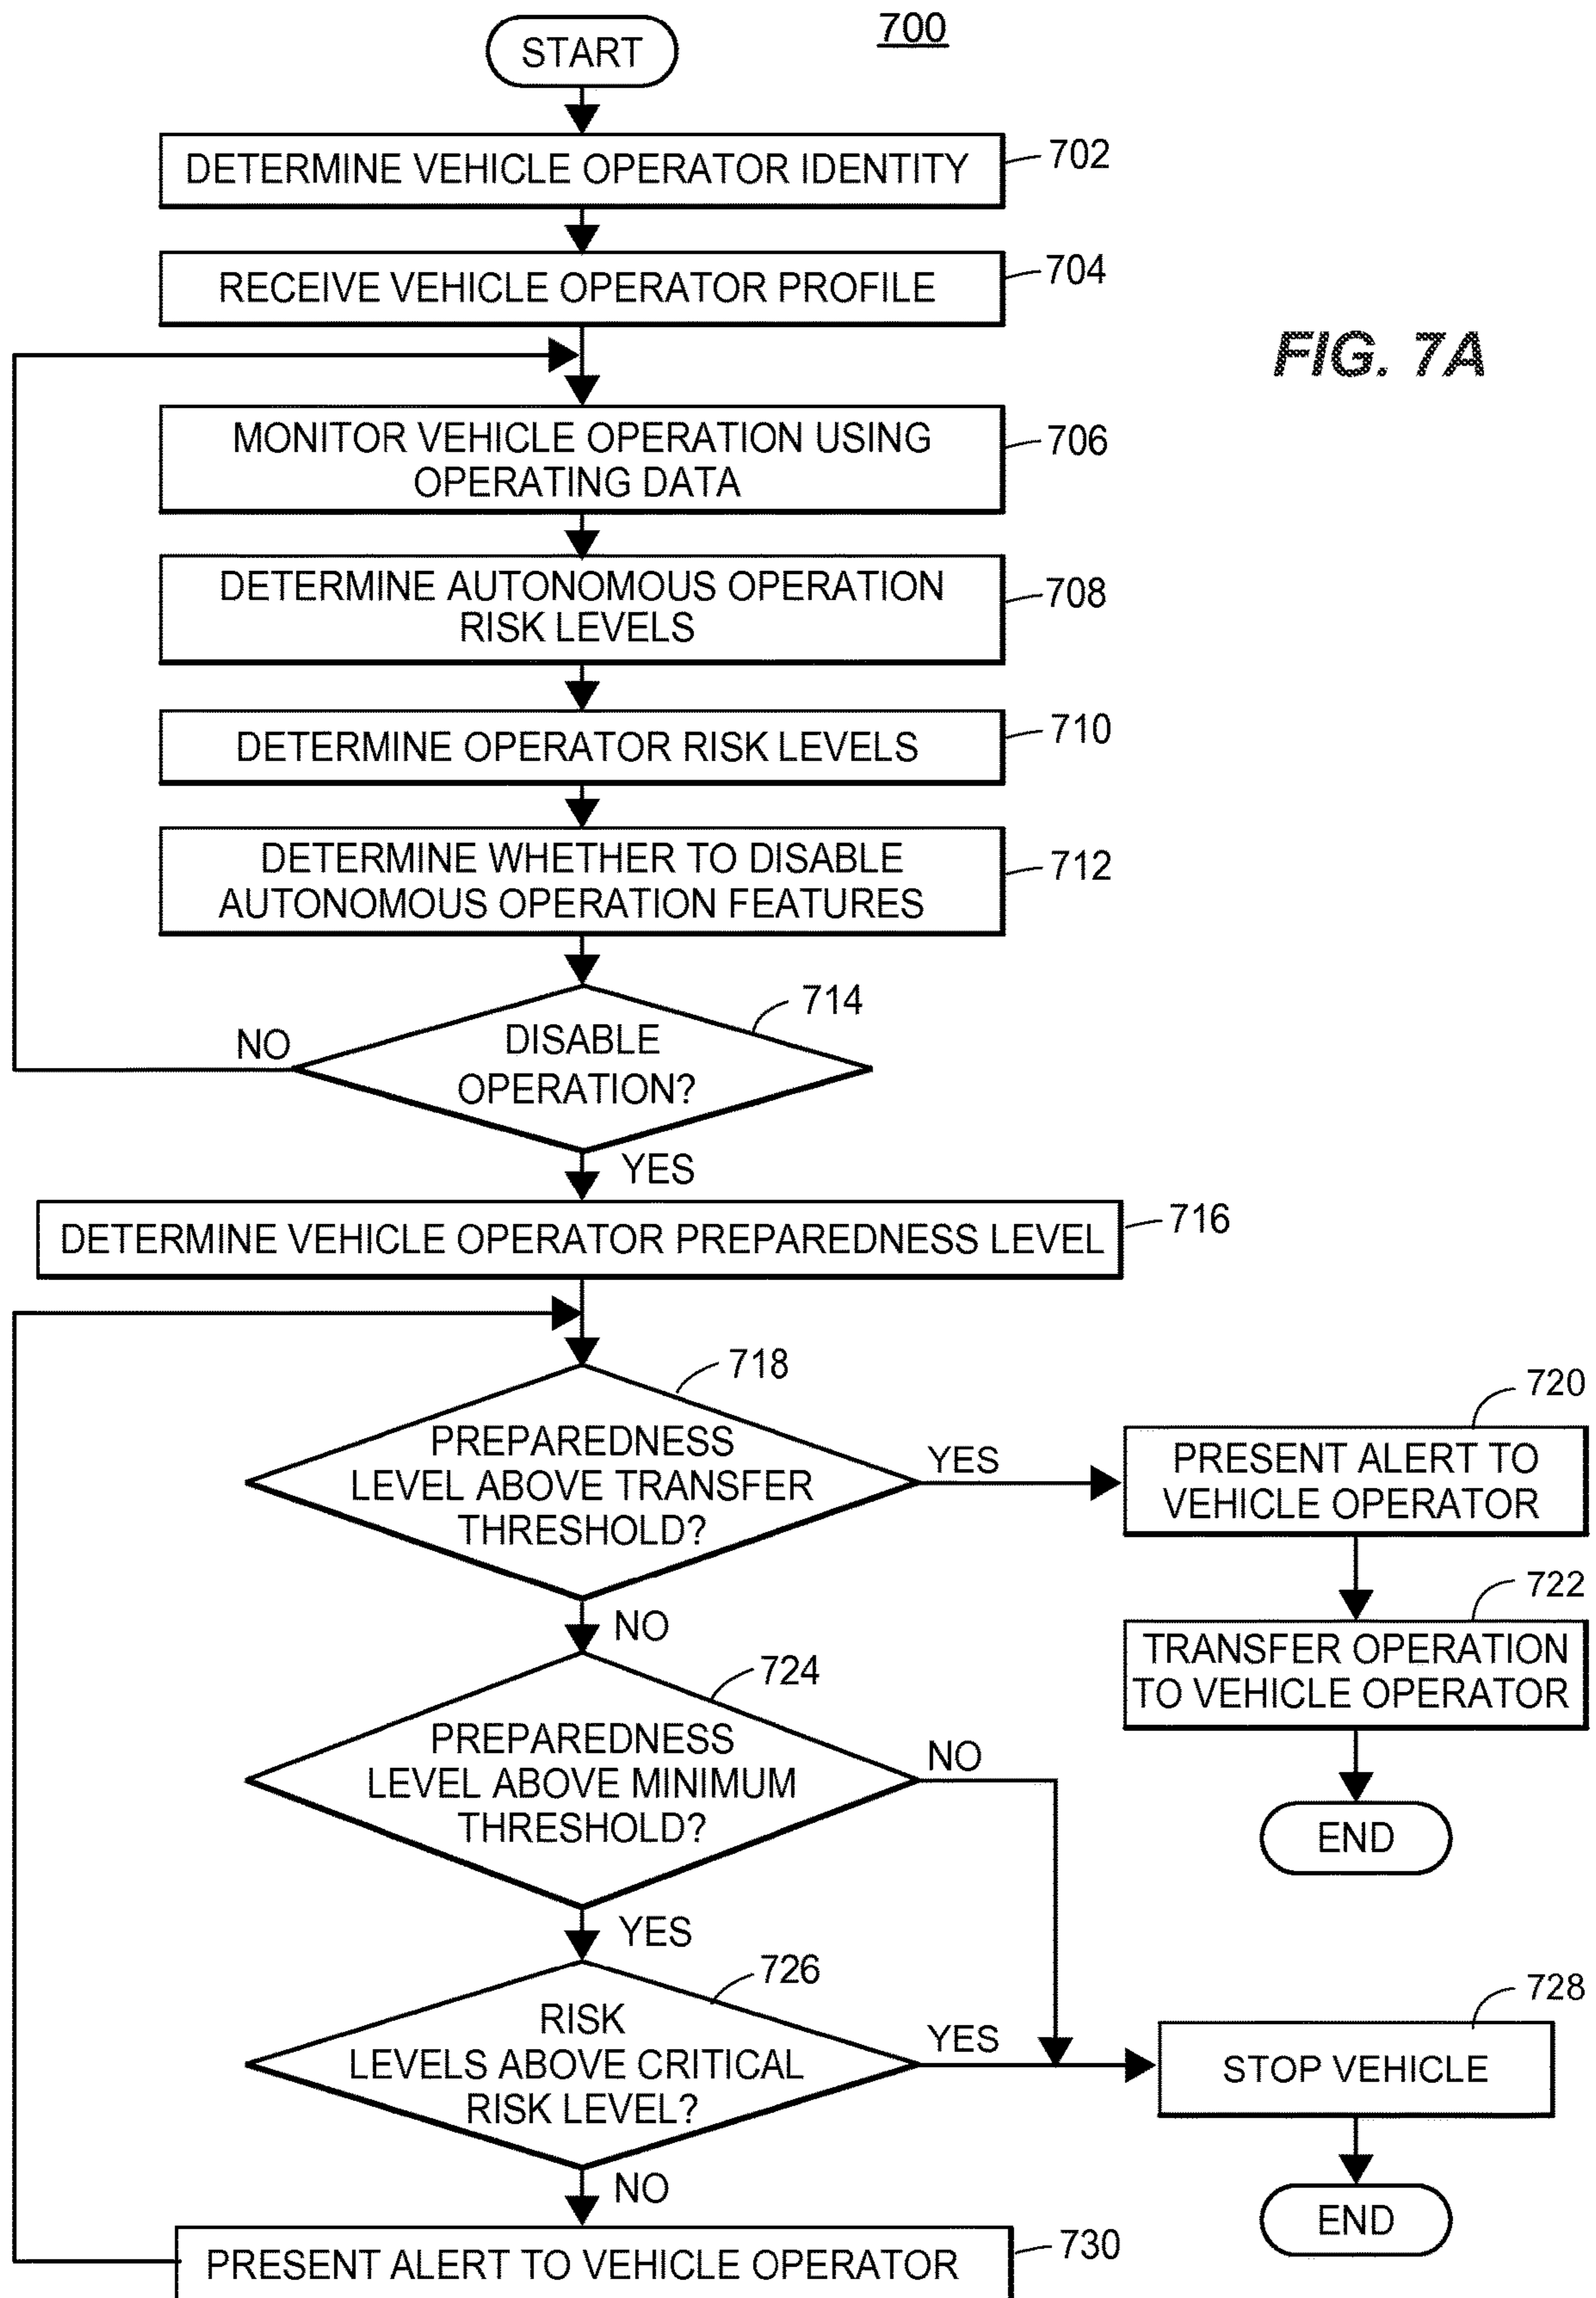 700
START
DETERMINE VEHICLE OPERATOR IDENTITY
702
RECEIVE VEHICLE OPERATOR PROFILE
704
FIG. 7A
MONITOR VEHICLE OPERATION USING
OPERATING DATA
706
DETERMINE AUTONOMOUS OPERATION
RISK LEVELS
708
DETERMINE OPERATOR RISK LEVELS
710
DETERMINE WHETHER TO DISABLE
AUTONOMOUS OPERATION FEATURES
712
714
DISABLE
OPERATION?
NO
YES
DETERMINE VEHICLE OPERATOR PREPAREDNESS LEVEL
716
718
PREPAREDNESS
LEVEL ABOVE TRANSFER
THRESHOLD?
YES
720
PRESENT ALERT TO
VEHICLE OPERATOR
722
TRANSFER OPERATION
TO VEHICLE OPERATOR
END
NO
724
PREPAREDNESS
LEVEL ABOVE MINIMUM
THRESHOLD?
NO
YES
726
RISK
LEVELS ABOVE CRITICAL
RISK LEVEL?
YES
728
STOP VEHICLE
END
NO
PRESENT ALERT TO VEHICLE OPERATOR
730